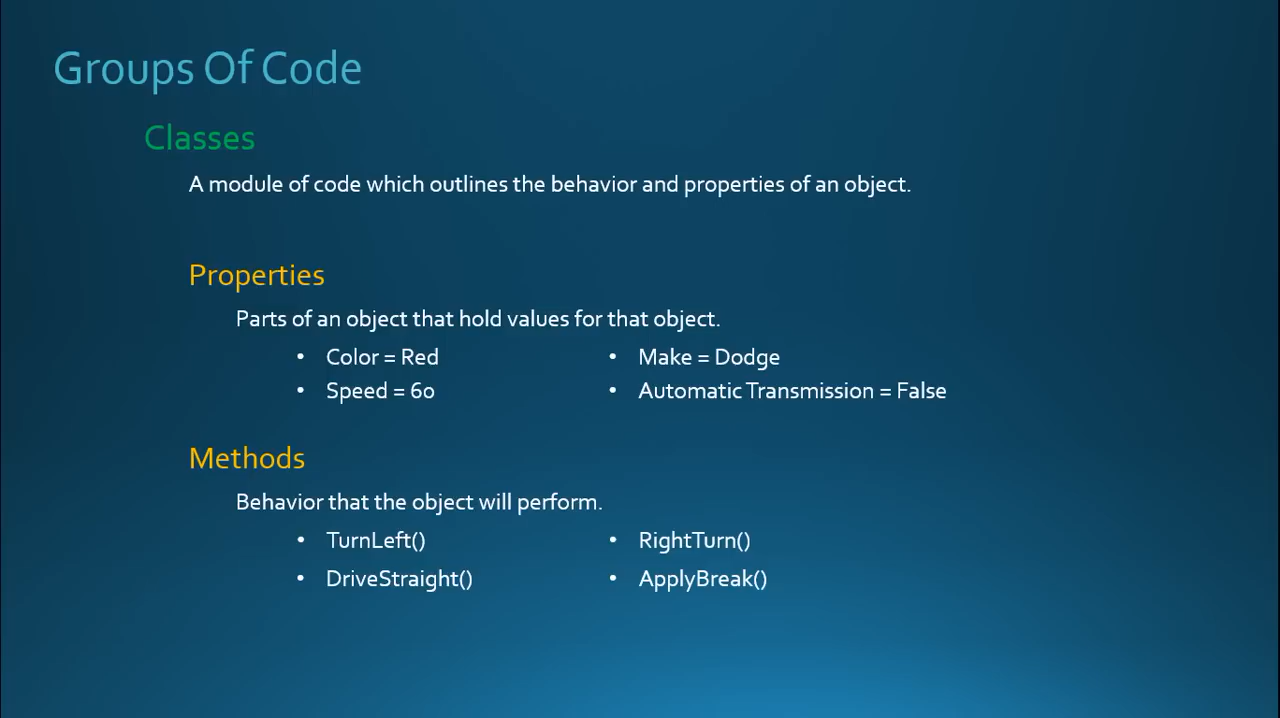 Groups Of Code
Classes
A module of code which outlines the behavior and properties of an object.
Properties
Parts of an object that hold values for that object.
• Color = Red
• Make = Dodge
• Speed = 60
• Automatic Transmission = False
Methods
Behavior that the object will perform.
• TurnLeft()
• RightTurn()
• DriveStraight()
• ApplyBreak()